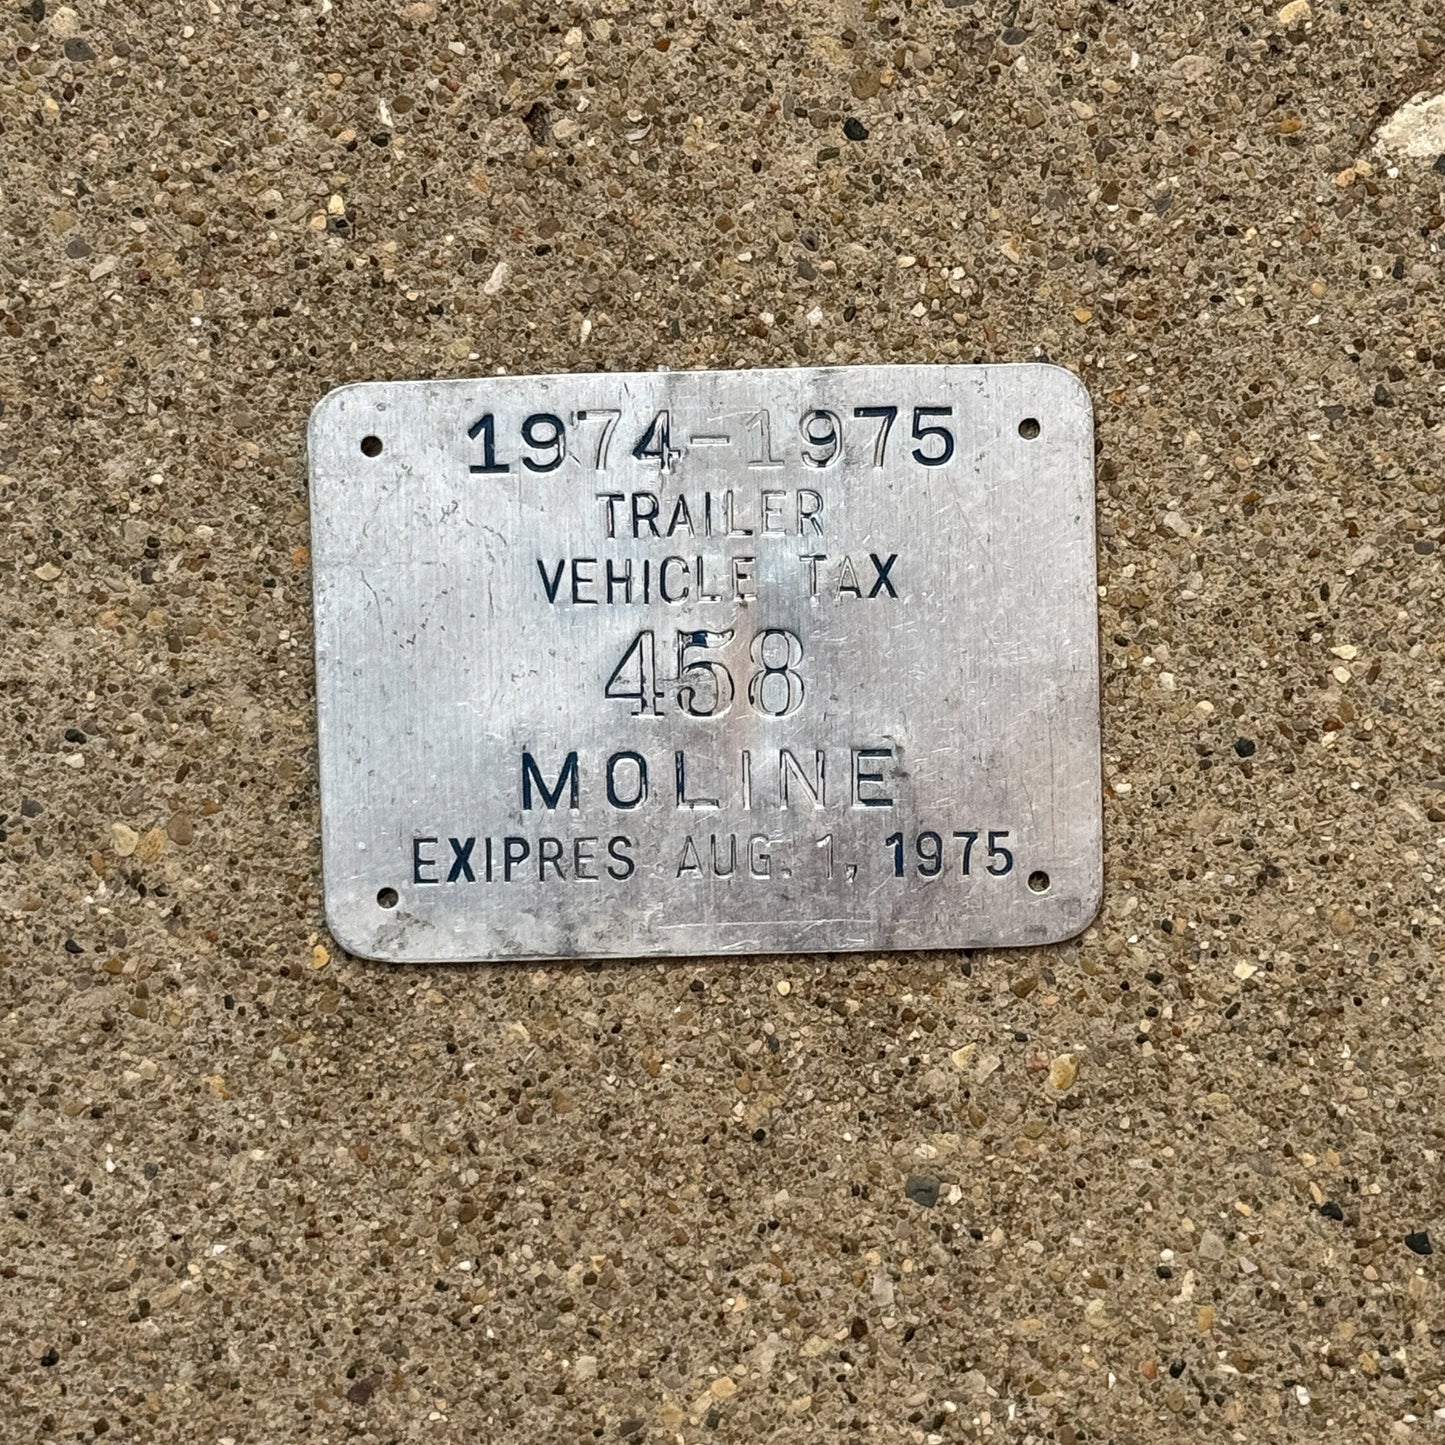 1974-1975
TRAILER
VEHICLE TAX
458
MOLINE
EXIPRES AUG. 1, 1975